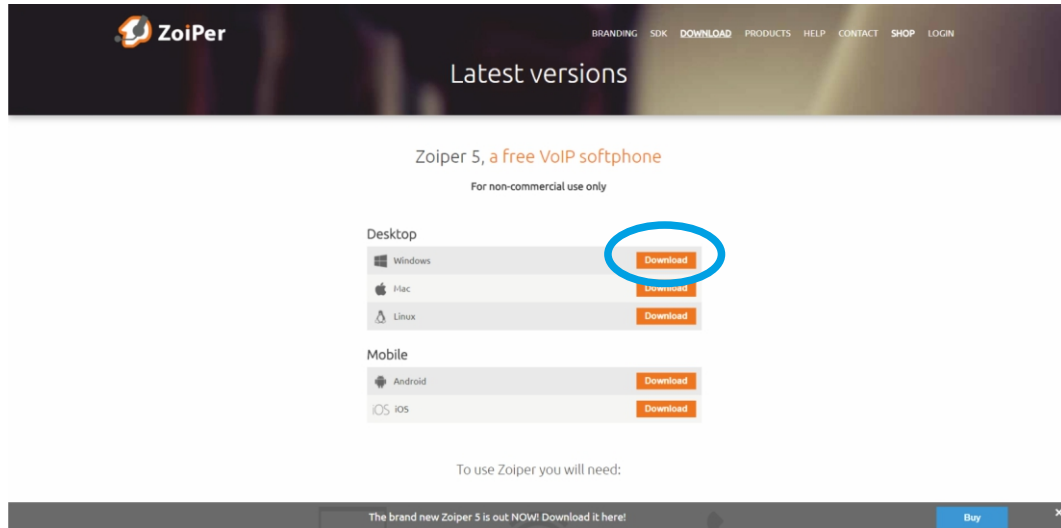 ZoiPer
BRANDING SDK DOWNLOAD PRODUCTS HELP CONTACT SHOP LOGIN
Latest versions
Zoiper 5, a free VoIP softphone
For non-commercial use only
Desktop
Windows Download
Mac Download
Linux Download
Mobile
Android Download
iOS iOS Download
To use Zoiper you will need:
The brand new Zoiper 5 is out NOW! Download it here! Buy x